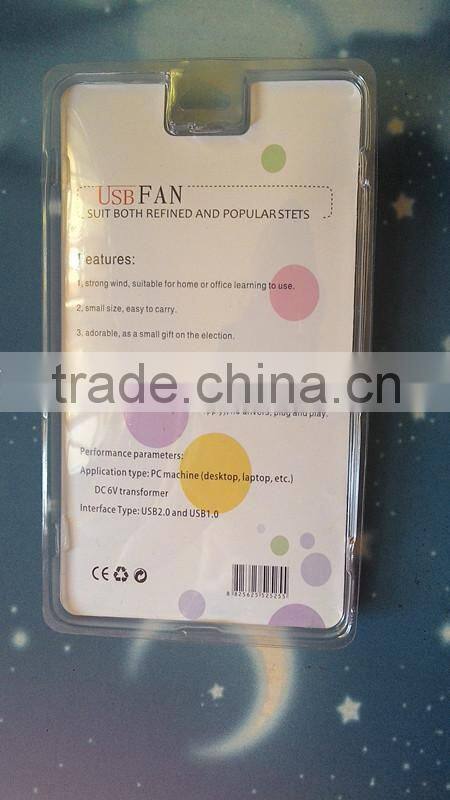 USB FAN
SUIT BOTH REFINED AND POPULAR STETS
Features:
1, strong wind, suitable for home or office learning to use.
2, small size, easy to carry.
3. adorable, as a small gift on the election.
trade.china.cn
drivers, plug and play.
Performance parameters:
Application type: PC machine (desktop, laptop, etc.)
DC 6V transformer
Interface Type: USB2.0 and USB1.0
CE
8 825625 525255